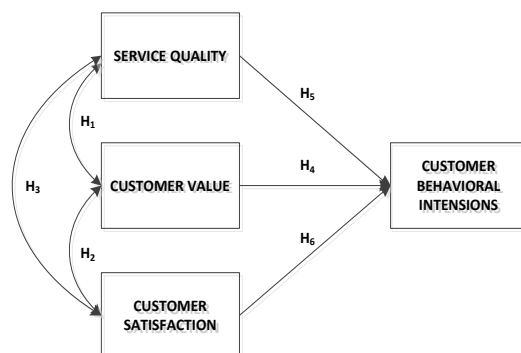 SERVICE QUALITY
H5
H1
CUSTOMER VALUE
H4
CUSTOMER
BEHAVIORAL
INTENSIONS
H3
H2
H6
CUSTOMER
SATISFACTION